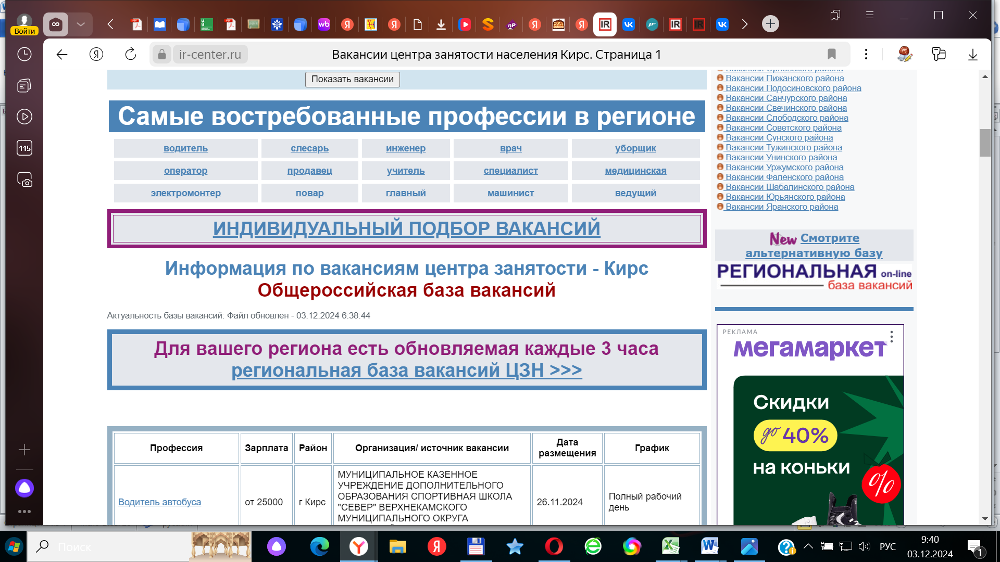 Войти
ir-center.ru
Вакансии центра занятости населения Кирс. Страница 1
115
Показать вакансии
Самые востребованные профессии в регионе
водитель слесарь инженер врач уборщик
оператор продавец учитель специалист медицинская
электромонтер повар главный машинист ведущий
ИНДИВИДУАЛЬНЫЙ ПОДБОР ВАКАНСИЙ
Информация по вакансиям центра занятости - Кирс
Общероссийская база вакансий
Актуальность базы вакансий: Файл обновлен - 03.12.2024 6:38:44
Для вашего региона есть обновляемая каждые 3 часа
региональная база вакансий ЦЗН >>>
Профессия Зарплата Район Организация/ источник вакансии Дата размещения График
Водитель автобуса от 25000 г Кирс
МУНИЦИПАЛЬНОЕ КАЗЕННОЕ
УЧРЕЖДЕНИЕ ДОПОЛНИТЕЛЬНОГО
ОБРАЗОВАНИЯ СПОРТИВНАЯ ШКОЛА
"СЕВЕР" ВЕРХНЕКАМСКОГО
МУНИЦИПАЛЬНОГО ОКРУГА
26.11.2024
Полный рабочий
день
Вакансии Орловского района
Вакансии Пижанского района
Вакансии Подосиновского района
Вакансии Санчурского района
Вакансии Свечинского района
Вакансии Слободского района
Вакансии Советского района
Вакансии Сунского района
Вакансии Тужинского района
Вакансии Унинского района
Вакансии Уржумского района
Вакансии Фаленского района
Вакансии Шабалинского района
Вакансии Юрьянского района
Вакансии Яранского района
New Смотрите
альтернативную базу
РЕГИОНАЛЬНАЯ on-line
база вакансий
РЕКЛАМА
мегамаркет
Скидки
до 40%
на коньки
%
Поиск
РУС
9:40
03.12.2024
1